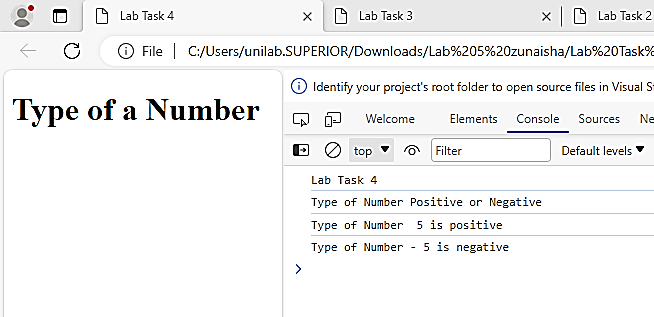 Lab Task 4
Lab Task 3
Lab Task 2
File
C:/Users/unilab.SUPERIOR/Downloads/Lab%205%20zunaisha/Lab%20Task%
Type of a Number
Identify your project's root folder to open source files in Visual St
Welcome Elements Console Sources Ne
top Filter Default levels
Lab Task 4
Type of Number Positive or Negative
Type of Number  5 is positive
Type of Number - 5 is negative